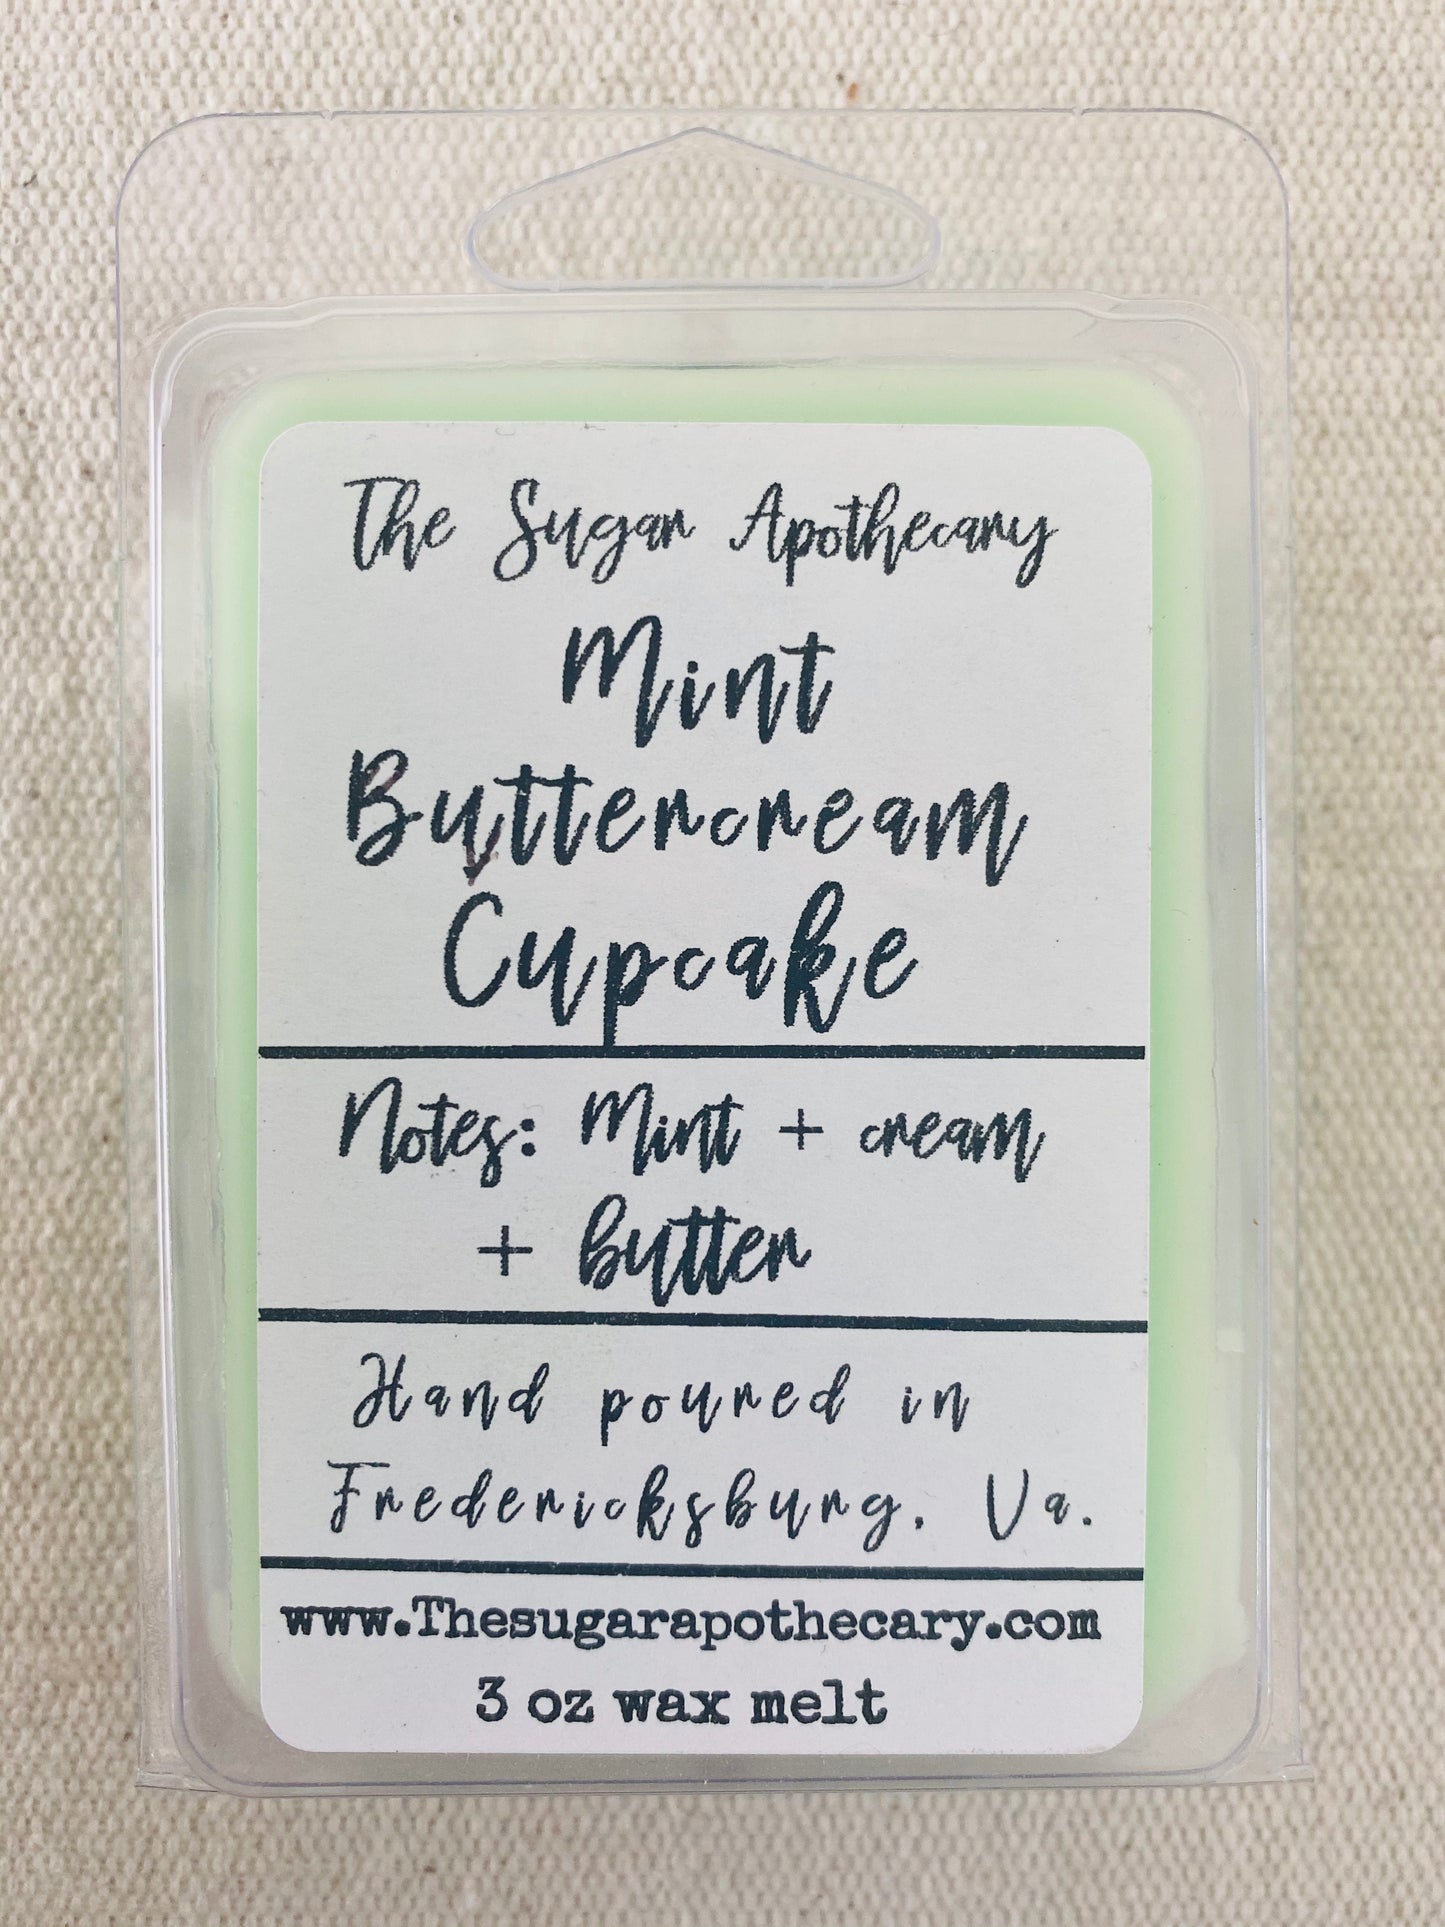 The Sugar Apothecary
Mint
Buttercream
Cupcake
Notes: Mint + cream
+ butter
Hand poured in
Fredericksburg, Va.
www.Thesugarapothecary.com
3 oz wax melt